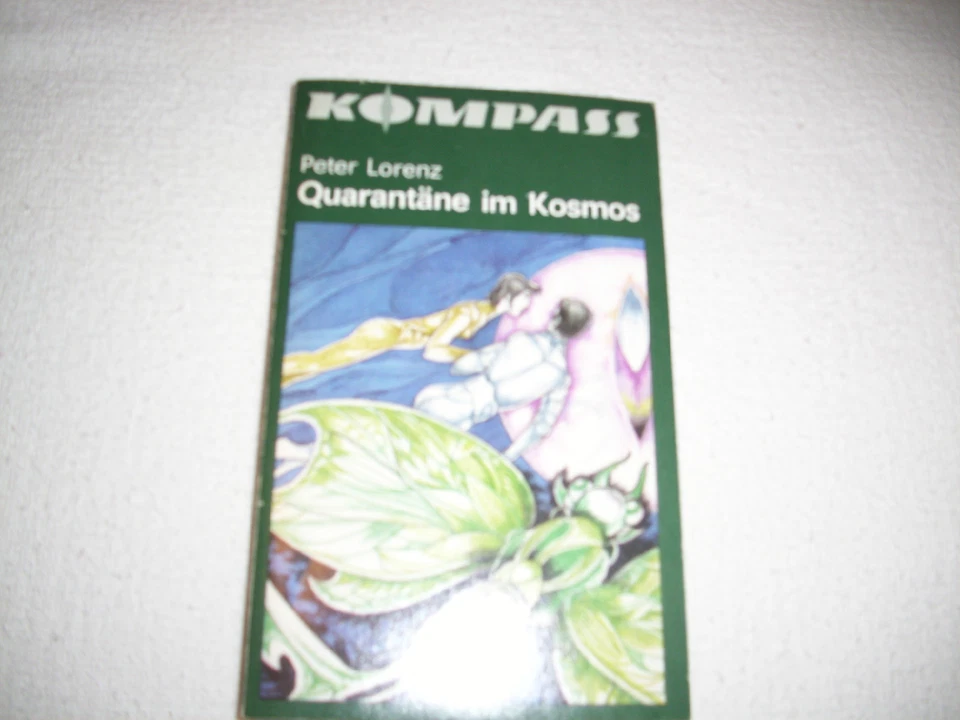 KOMPASS
Peter Lorenz
Quarantäne im Kosmos